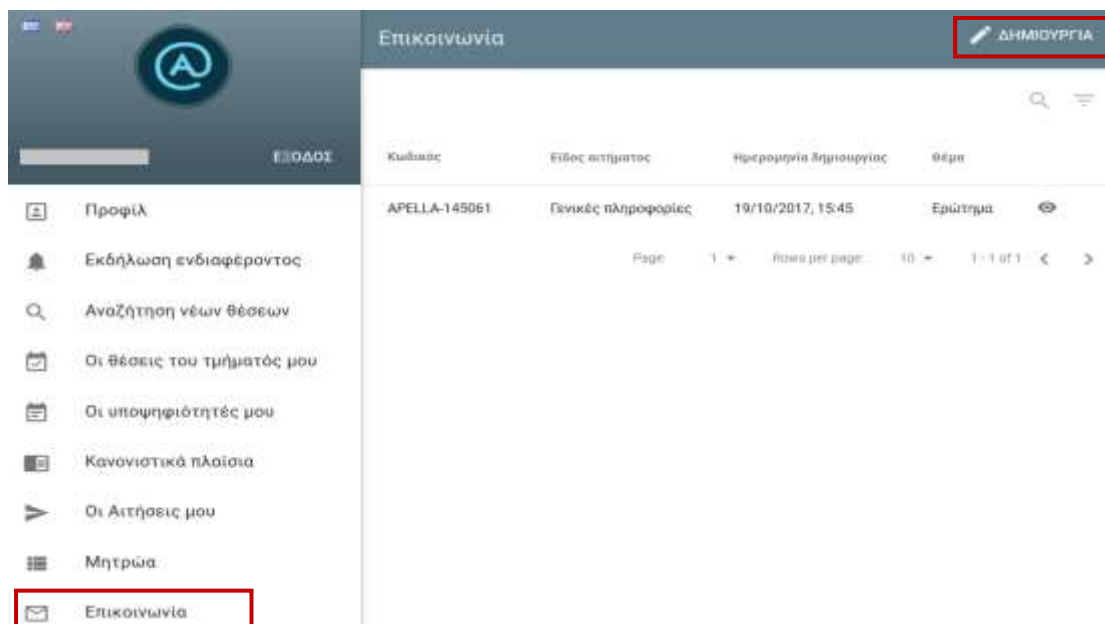 Επικοινωνία
ΔΗΜΙΟΥΡΓΙΑ
ΕΞΟΔΟΣ
Κωδικός Είδος αιτήματος Ημερομηνία δημιουργίας Θέμα
APELLA-145061 Γενικές πληροφορίες 19/10/2017, 15:45 Ερώτημα
Page 1 Rows per page 10 1 - 1 of 1
Προφίλ
Εκδήλωση ενδιαφέροντος
Αναζήτηση νέων θέσεων
Οι θέσεις του τμήματός μου
Οι υποψηφιότητές μου
Κανονιστικά πλαίσια
Οι Αιτήσεις μου
Μητρώα
Επικοινωνία